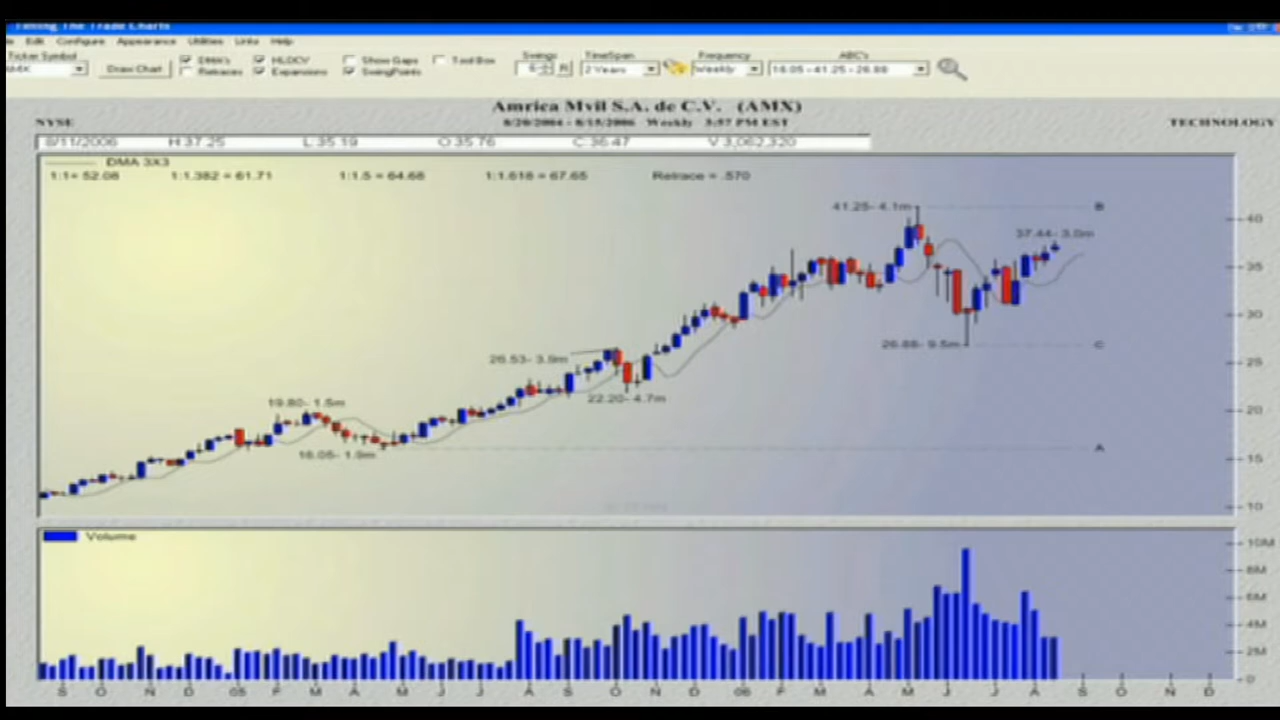 Timing The Trade Charts
Edit Configure Appearance Utilities Links Help
Ticker Symbol
AMX
Draw Chart
DMA's HLOCV Show Gaps Tool Box
Retraces Expansions SwingPoints
Swings TimeSpan Frequency ABC's
2 Years Weekly 16.05 - 41.25 - 26.88
Amrica Mvil S.A. de C.V. (AMX)
NYSE 8/20/2004 - 8/15/2006 Weekly 3:57 PM EST TECHNOLOGY
8/11/2006 H 37.25 L: 35.19 O 35.76 C: 36.47 V 3,062,320
DMA 3X3
1:1= 52.08 1:1.382 = 61.71 1:1.5 = 64.68 1:1.618 = 67.65 Retrace = .570
41.25- 4.1m B
40
37.44- 3.0m
35
30
26.88- 9.5m C
26.53- 3.9m
25
22.20- 4.7m
19.80- 1.5m
20
16.05- 1.9m A
15
10
Volume
10M
8M
6M
4M
2M
0
S O N D 05 F M A M J J A S O N D 06 F M A M J J A S O N D